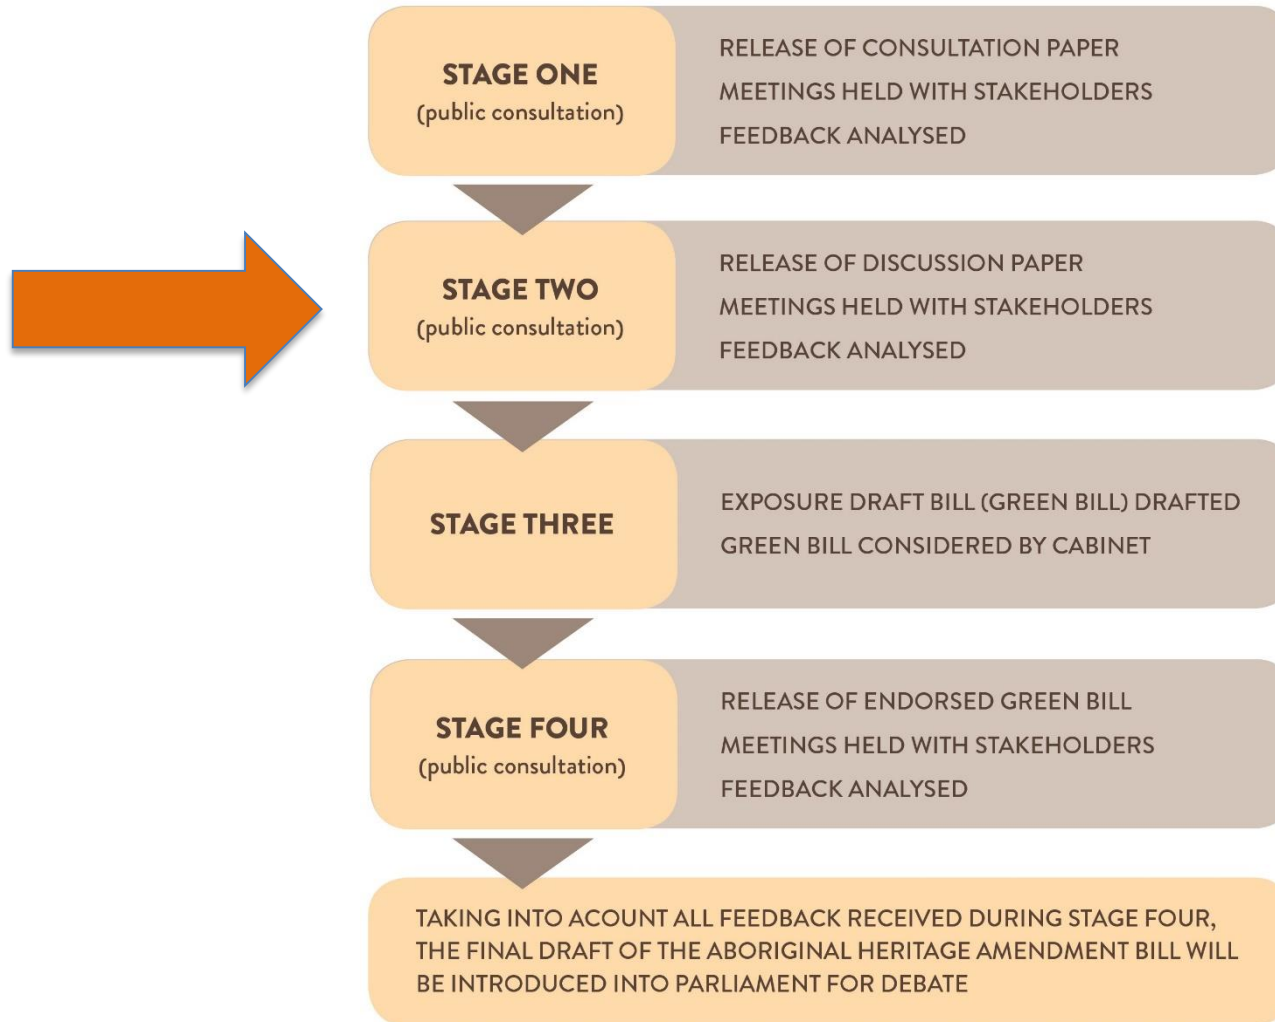 STAGE ONE
(public consultation)
RELEASE OF CONSULTATION PAPER
MEETINGS HELD WITH STAKEHOLDERS
FEEDBACK ANALYSED
STAGE TWO
(public consultation)
RELEASE OF DISCUSSION PAPER
MEETINGS HELD WITH STAKEHOLDERS
FEEDBACK ANALYSED
STAGE THREE
EXPOSURE DRAFT BILL (GREEN BILL) DRAFTED
GREEN BILL CONSIDERED BY CABINET
STAGE FOUR
(public consultation)
RELEASE OF ENDORSED GREEN BILL
MEETINGS HELD WITH STAKEHOLDERS
FEEDBACK ANALYSED
TAKING INTO ACOUNT ALL FEEDBACK RECEIVED DURING STAGE FOUR,
THE FINAL DRAFT OF THE ABORIGINAL HERITAGE AMENDMENT BILL WILL
BE INTRODUCED INTO PARLIAMENT FOR DEBATE